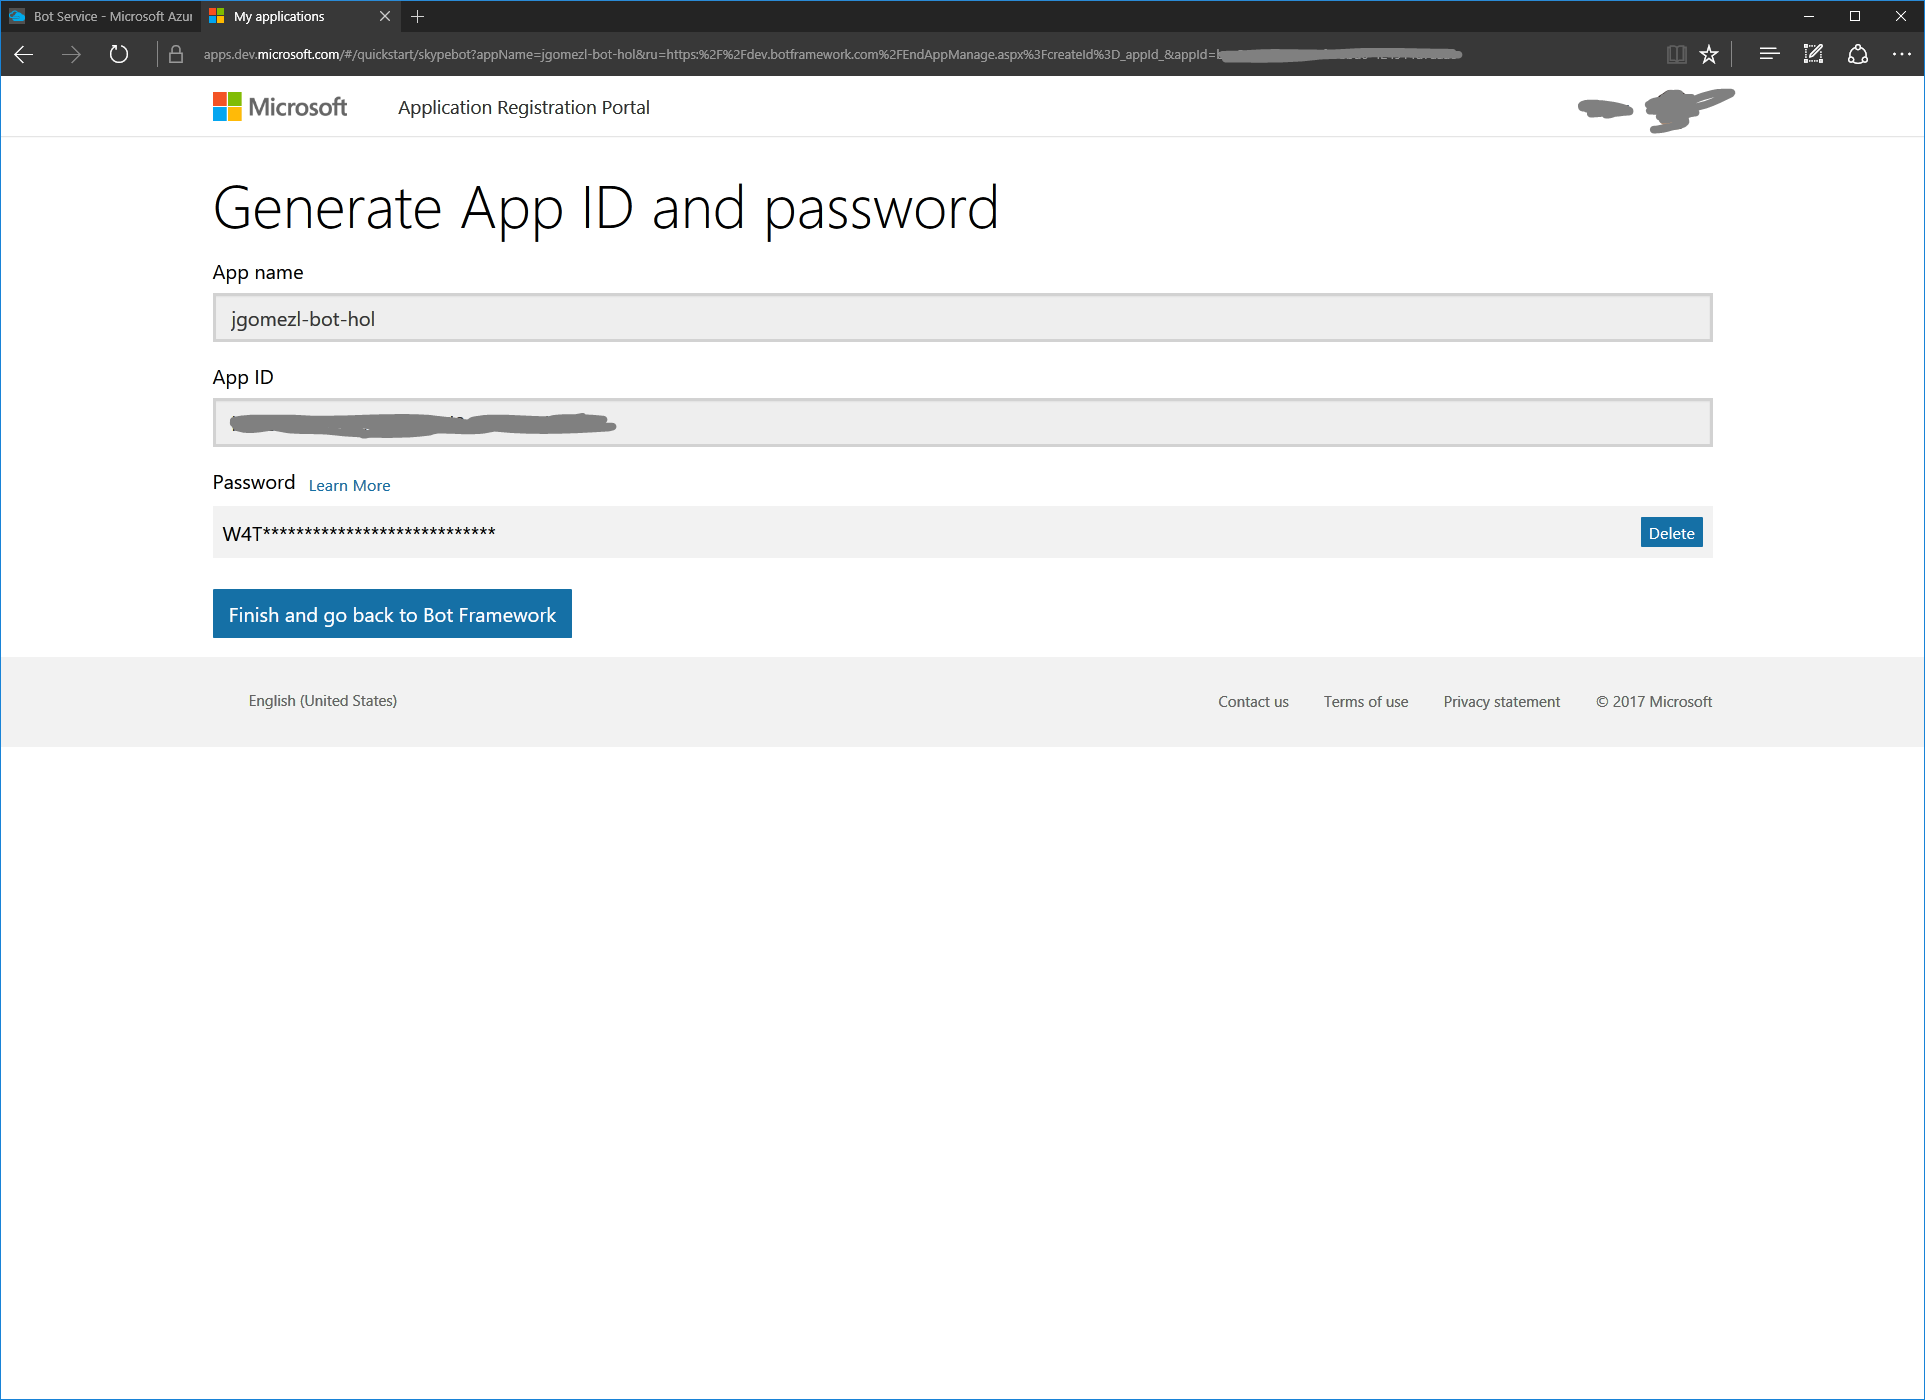 Bot Service - Microsoft Azur
My applications
apps.dev.microsoft.com/#/quickstart/skypebot?appName=jgomezl-bot-hol&ru=https:%2F%2Fdev.botframework.com%2FEndAppManage.aspx%3FcreateId%3D_appId_&appId=
Microsoft
Application Registration Portal
Generate App ID and password
App name
jgomezl-bot-hol
App ID
Password Learn More
W4T****************************
Delete
Finish and go back to Bot Framework
English (United States)
Contact us
Terms of use
Privacy statement
© 2017 Microsoft